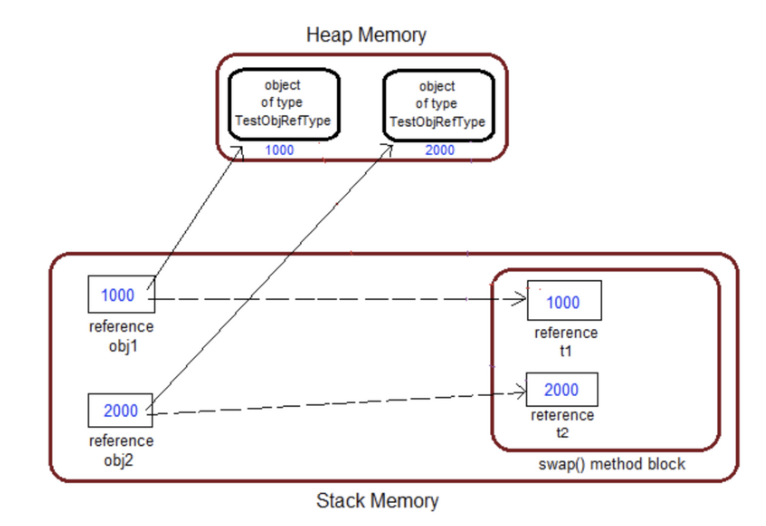 Heap Memory
object
of type
TestObjRefType
1000
object
of type
TestObjRefType
2000
1000
reference
obj1
2000
reference
obj2
1000
reference
t1
2000
reference
t2
swap() method block
Stack Memory